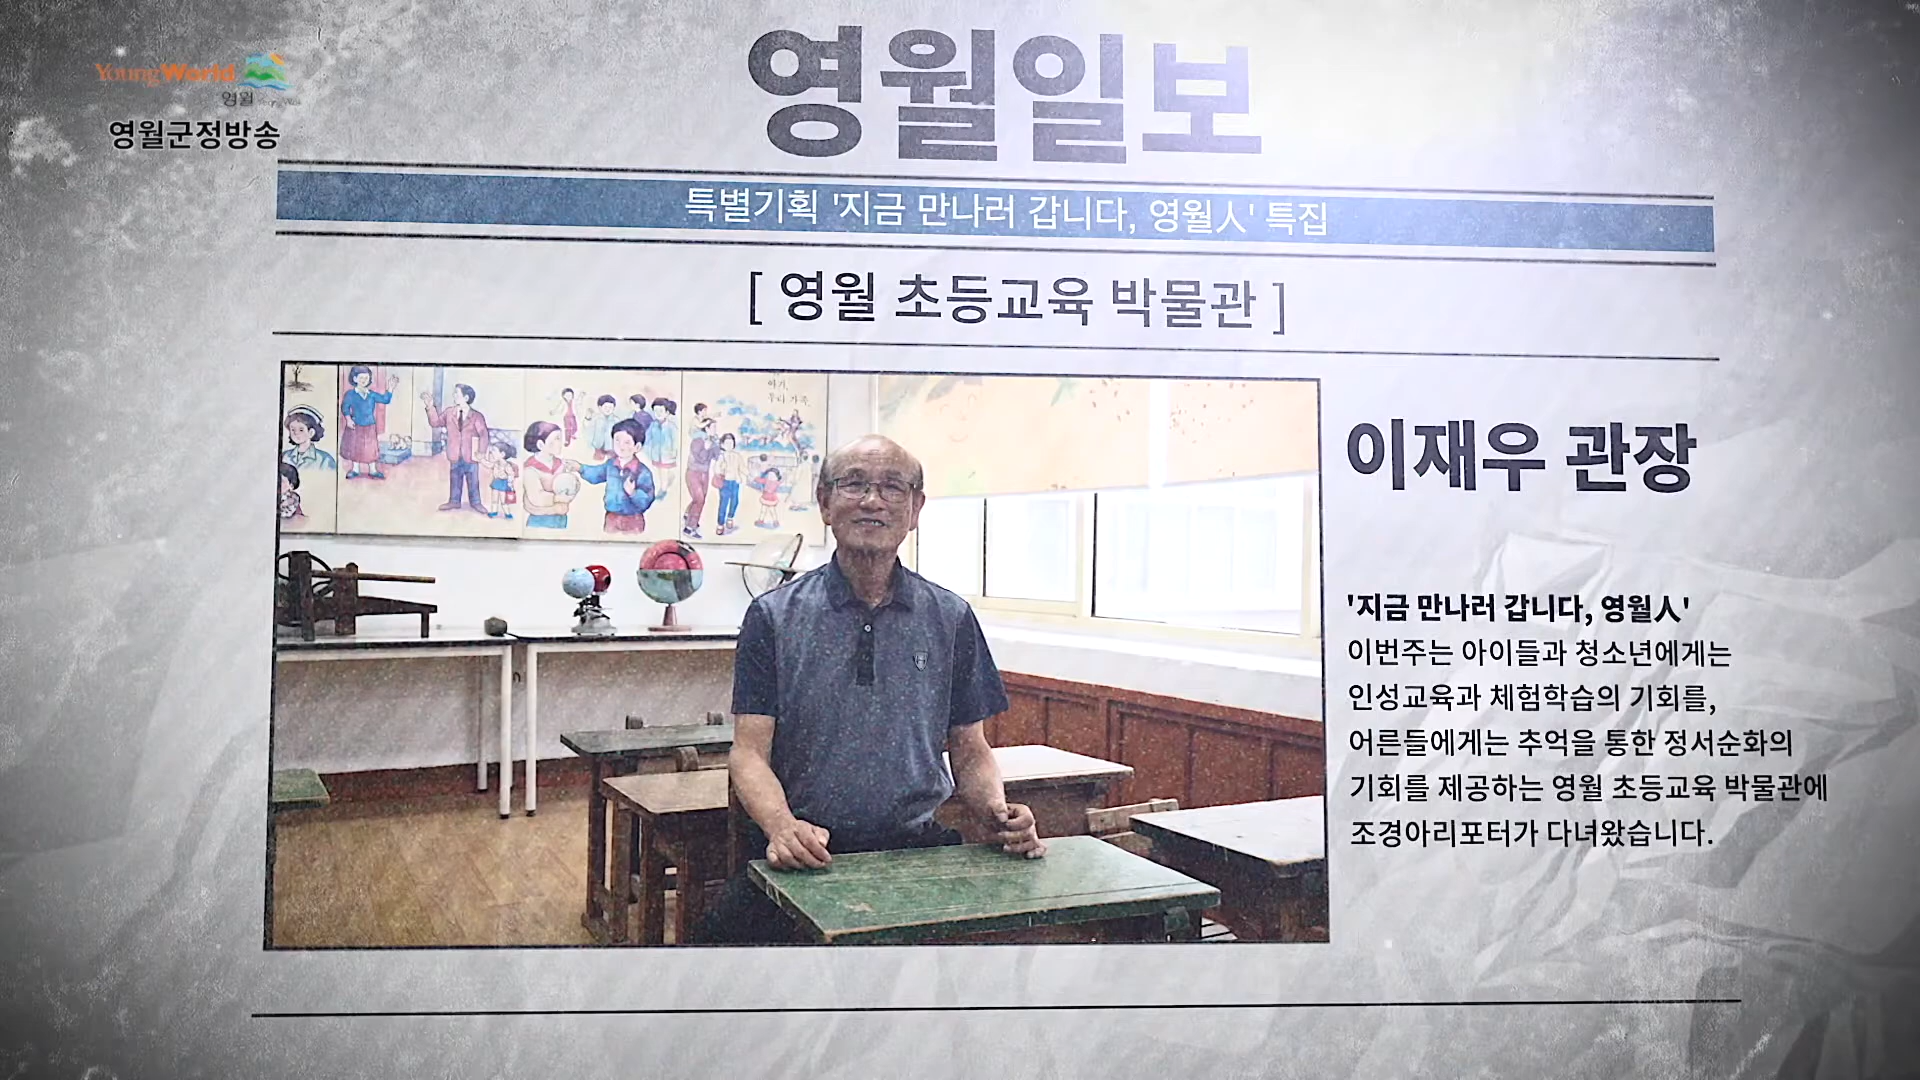 YoungWorld
영월
영월군정방송
영월일보
특별기획 '지금 만나러 갑니다, 영월人' 특집
[ 영월 초등교육 박물관 ]
이재우 관장
'지금 만나러 갑니다, 영월人'
이번주는 아이들과 청소년에게는
인성교육과 체험학습의 기회를,
어른들에게는 추억을 통한 정서순화의
기회를 제공하는 영월 초등교육 박물관에
조경아리포터가 다녀왔습니다.